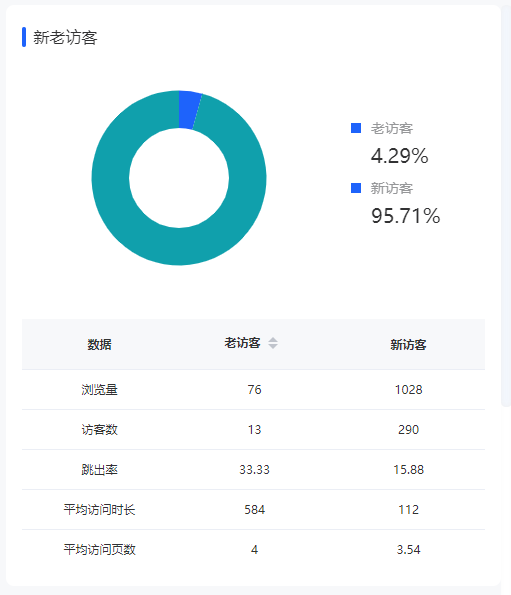 新老访客
老访客
4.29%
新访客
95.71%
数据 老访客 新访客
浏览量 76 1028
访客数 13 290
跳出率 33.33 15.88
平均访问时长 584 112
平均访问页数 4 3.54